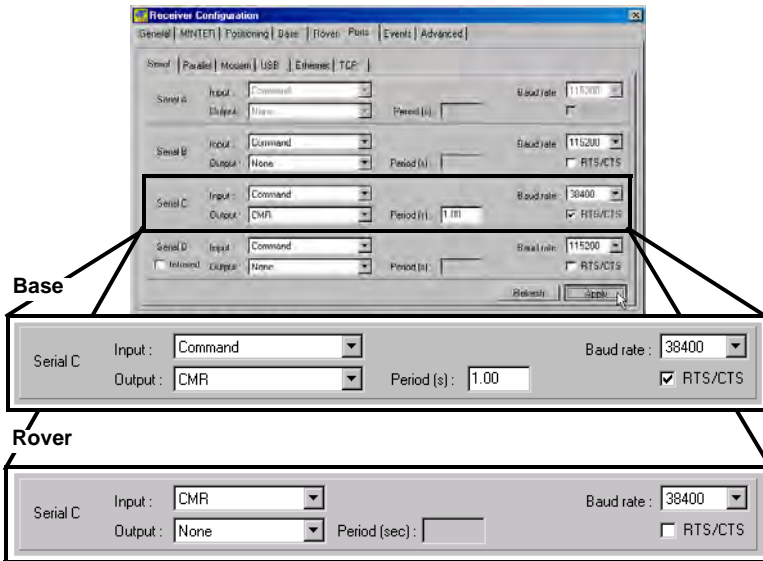 Receiver Configuration
General MINTER Positioning Base Rover Ports Events Advanced
Serial Parallel Modem USB Ethernet TCP
Serial A Input : Command Baud rate 115200
Output : None Period (s) :
Serial B Input : Command Baud rate 115200
Output : None Period (s) : RTS/CTS
Serial C Input : Command Baud rate 38400
Output : CMR Period (s) : 1.00 RTS/CTS
Serial D Input : Command Baud rate 115200
Infrared Output : None Period (s) : RTS/CTS
Refresh Apply
Base
Serial C Input : Command Baud rate : 38400
Output : CMR Period (s) : 1.00 RTS/CTS
Rover
Serial C Input : CMR Baud rate : 38400
Output : None Period (sec) : RTS/CTS